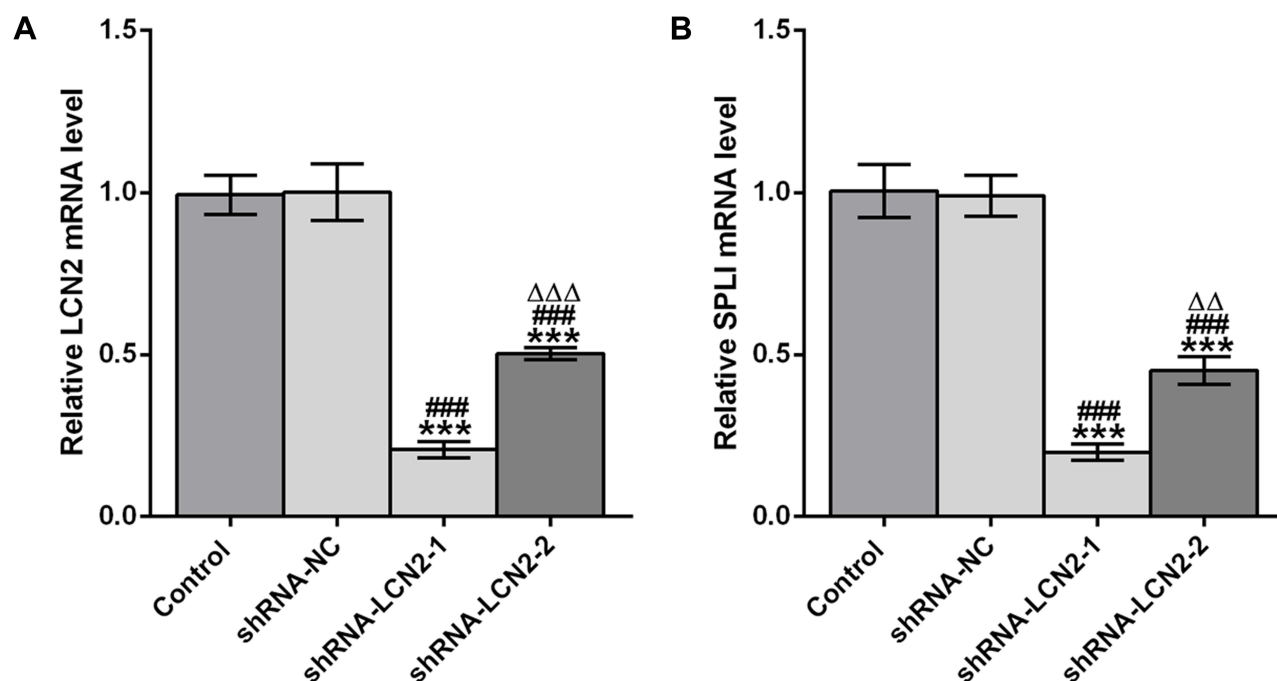 A
Relative LCN2 mRNA level
1.5
1.0
0.5
0.0
###
***
ΔΔΔ
###
***
Control
shRNA-NC
shRNA-LCN2-1
shRNA-LCN2-2
B
Relative SPLI mRNA level
1.5
1.0
0.5
0.0
###
***
ΔΔ
###
***
Control
shRNA-NC
shRNA-LCN2-1
shRNA-LCN2-2